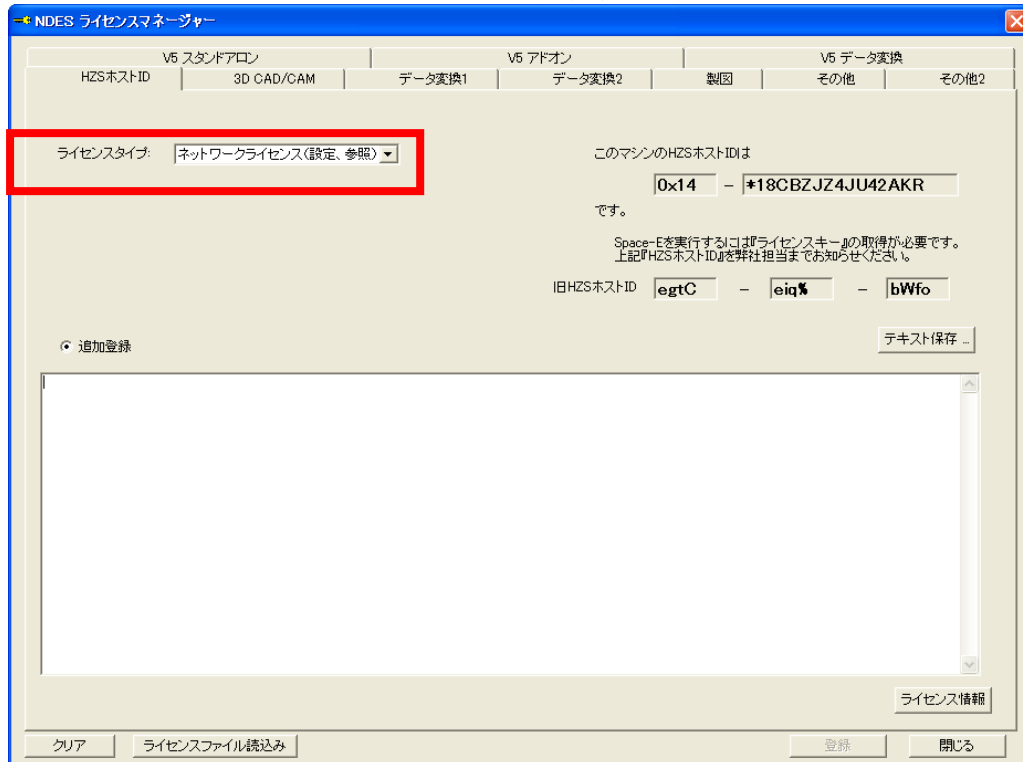 NDES ライセンスマネージャー
V5 スタンドアロン
V5 アドオン
V5 データ変換
HZSホストID
3D CAD/CAM
データ変換1
データ変換2
製図
その他
その他2
ライセンスタイプ:
ネットワークライセンス(設定、参照)
このマシンのHZSホストIDは
0x14 - *18CBZJZ4JU42AKR
です。
Space-Eを実行するには『ライセンスキー』の取得が必要です。
上記『HZSホストID』を弊社担当までお知らせください。
旧HZSホストID egtC - eiq% - bWfo
テキスト保存 ...
追加登録
ライセンス情報
クリア
ライセンスファイル読込み
登録
閉じる